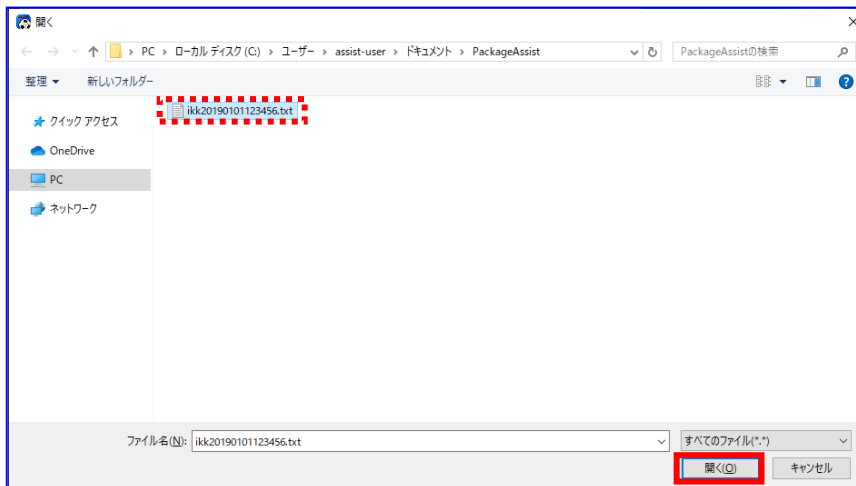 開く
PC › ローカル ディスク (C:) › ユーザー › assist-user › ドキュメント › PackageAssist
PackageAssistの検索
整理 新しいフォルダー
ikk20190101123456.txt
クイック アクセス
OneDrive
PC
ネットワーク
ファイル名(N): ikk20190101123456.txt
すべてのファイル(*.*)
開く(O) キャンセル